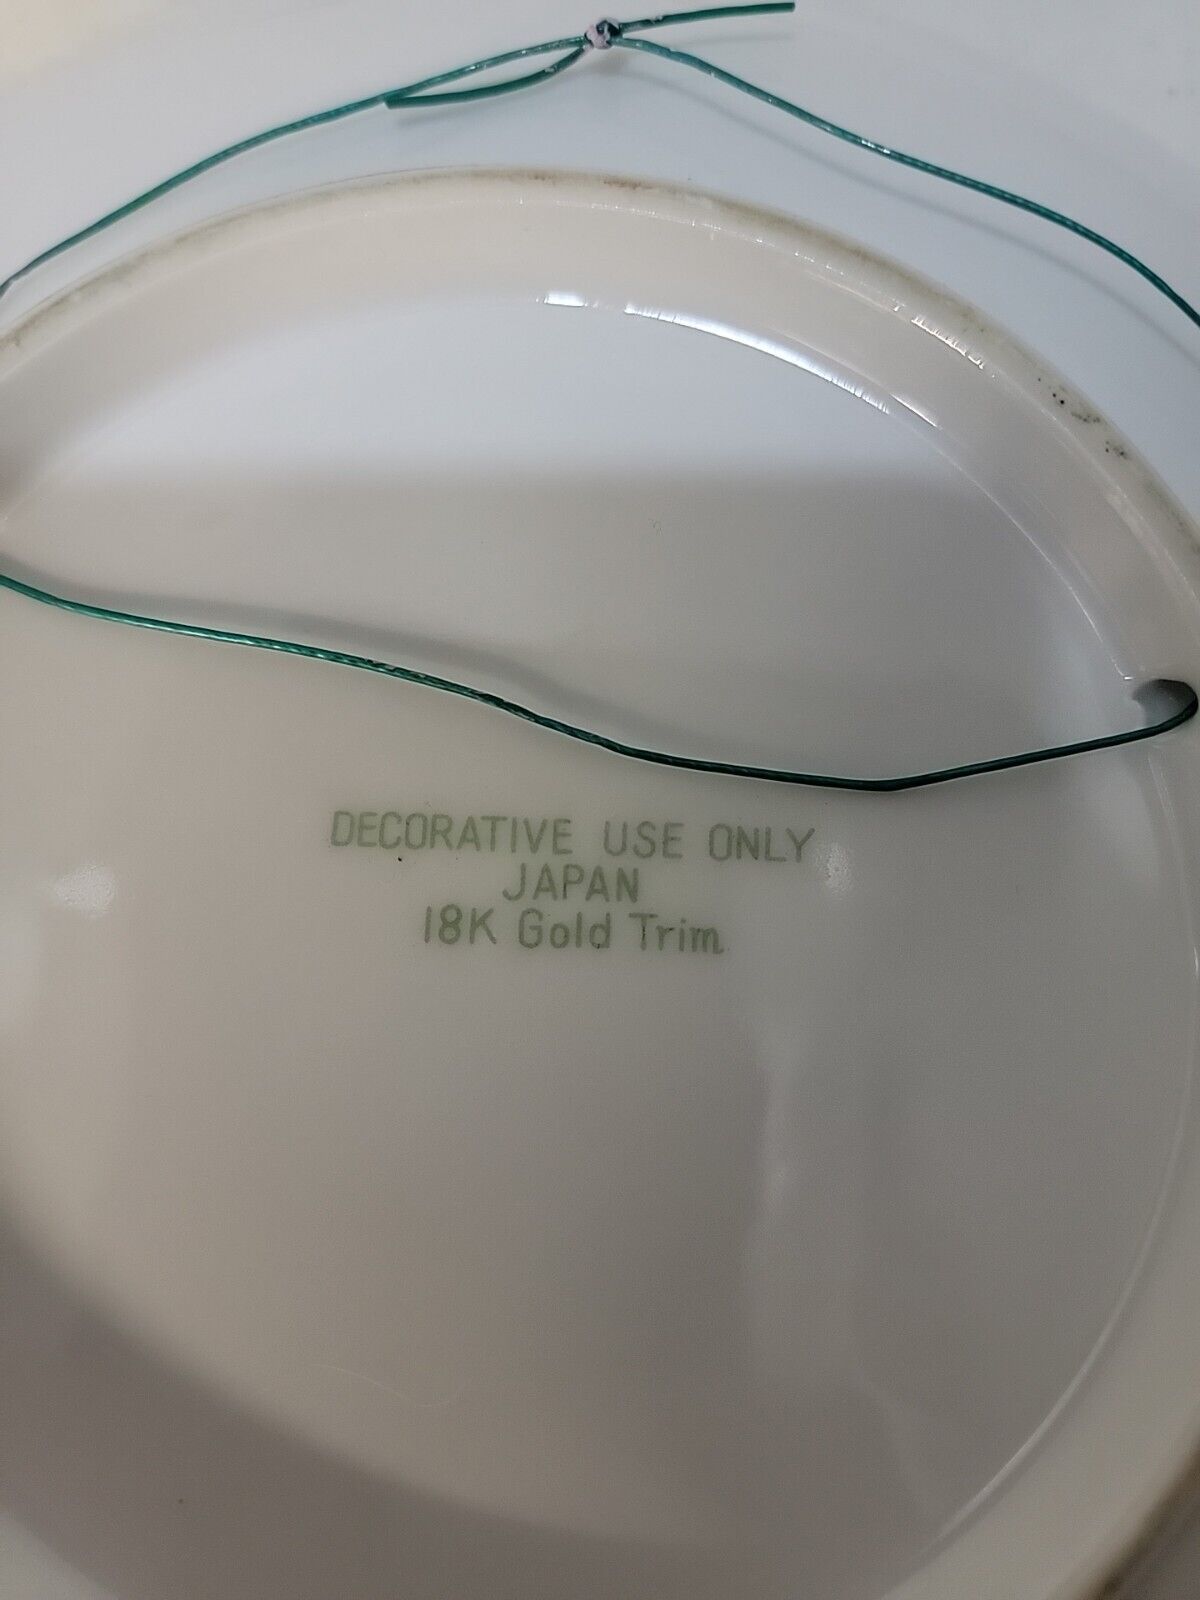 DECORATIVE USE ONLY
JAPAN
18K Gold Trim